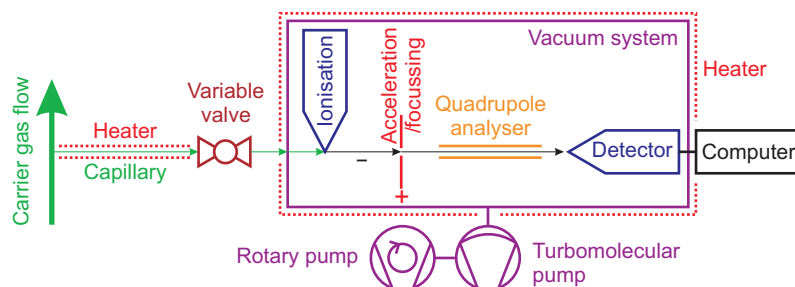 Carrier gas flow
Heater
Capillary
Variable
valve
Ionisation
−
Acceleration
/focussing
+
Quadrupole
analyser
Vacuum system
Detector
Heater
Computer
Rotary pump
Turbomolecular
pump